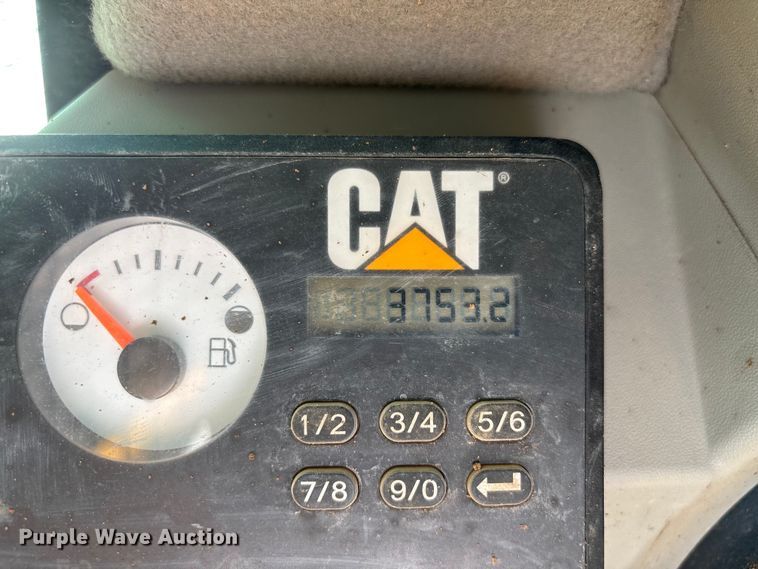 CAT®
3753.2
1/2 3/4 5/6
7/8 9/0
Purple Wave Auction